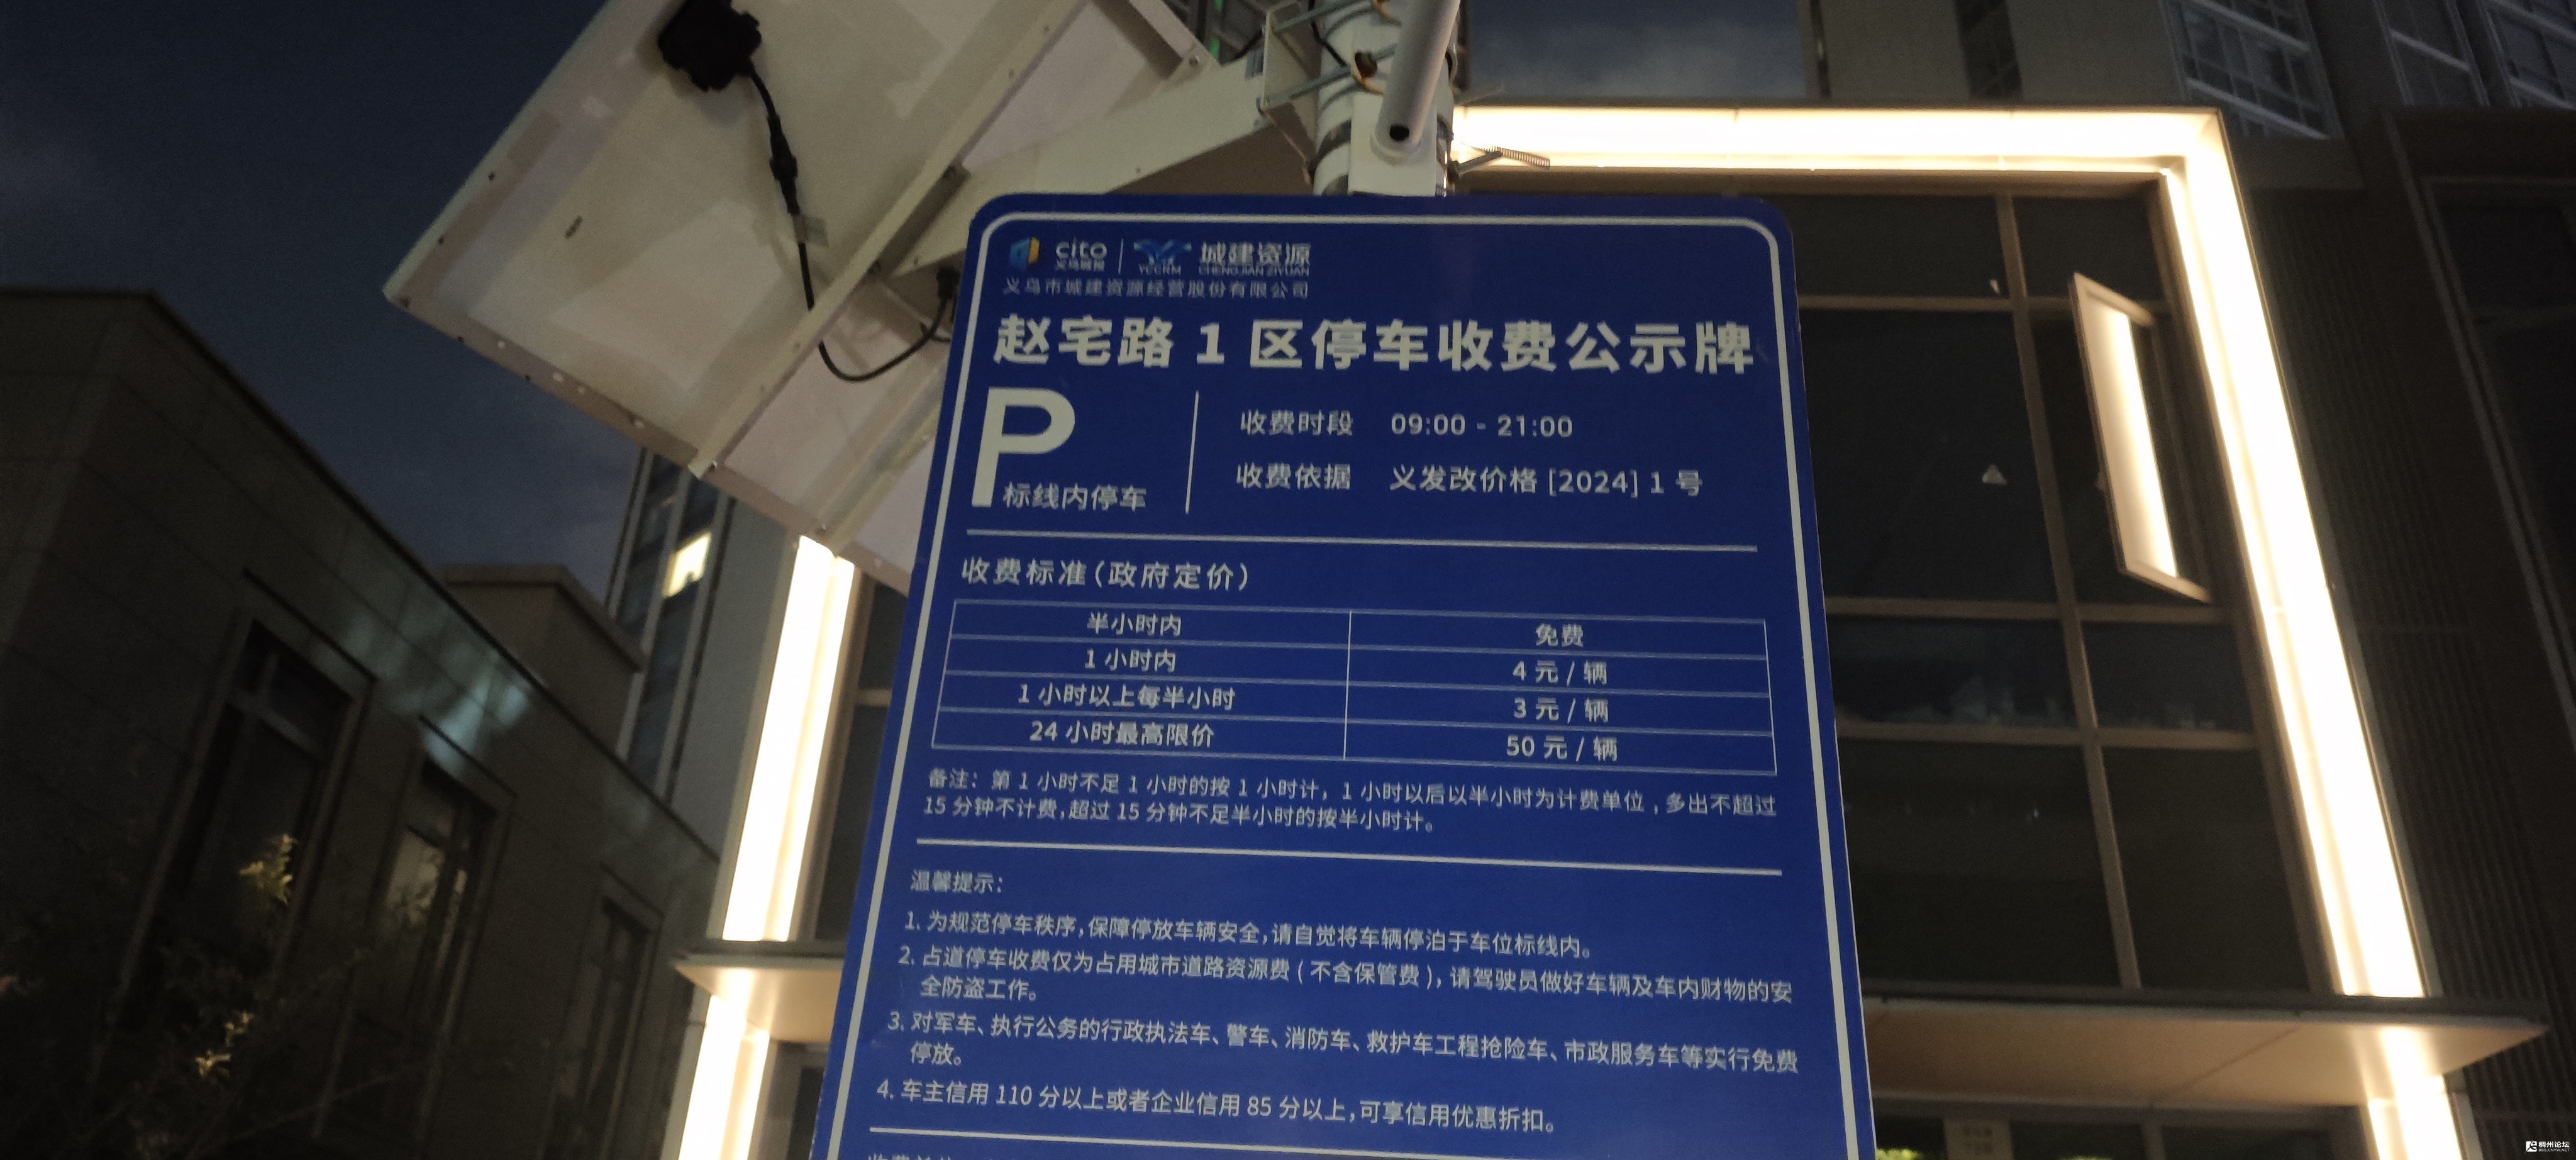 cito
义乌城投
YCCRM
城建资源
CHENGJIAN ZIYUAN
义乌市城建资源经营股份有限公司
赵宅路 1 区停车收费公示牌
P
标线内停车
收费时段 09:00 - 21:00
收费依据 义发改价格 [2024] 1 号
收费标准(政府定价)
半小时内 免费
1 小时内 4 元 / 辆
1 小时以上每半小时 3 元 / 辆
24 小时最高限价 50 元 / 辆
备注: 第 1 小时不足 1 小时的按 1 小时计, 1 小时以后以半小时为计费单位 , 多出不超过
15 分钟不计费,超过 15 分钟不足半小时的按半小时计。
温馨提示:
1. 为规范停车秩序,保障停放车辆安全,请自觉将车辆停泊于车位标线内。
2. 占道停车收费仅为占用城市道路资源费 ( 不含保管费 ), 请驾驶员做好车辆及车内财物的安
全防盗工作。
3. 对军车、执行公务的行政执法车、警车、消防车、救护车工程抢险车、市政服务车等实行免费
停放。
4. 车主信用 110 分以上或者企业信用 85 分以上,可享信用优惠折扣。
稠州论坛